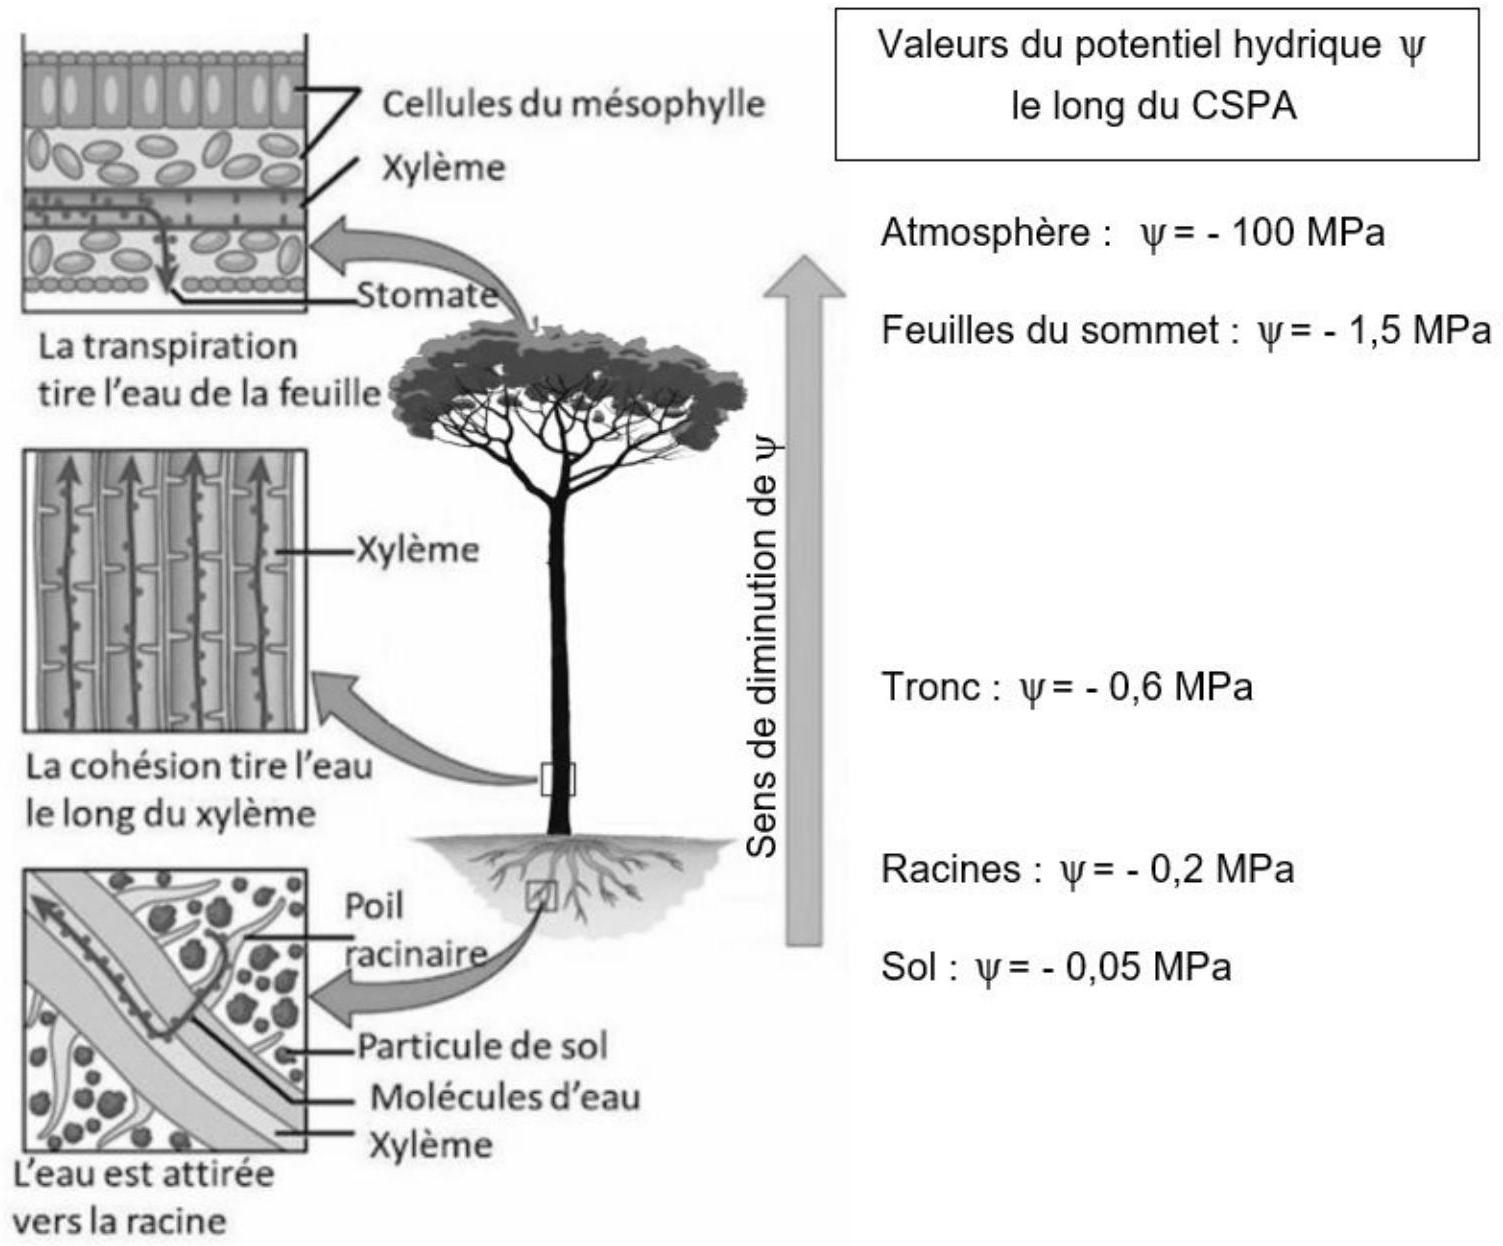 Valeurs du potentiel hydrique ψ
le long du CSPA
Cellules du mésophylle
Xylème
Stomate
La transpiration
tire l'eau de la feuille
Xylème
La cohésion tire l'eau
le long du xylème
Poil
racinaire
Particule de sol
Molécules d'eau
Xylème
L'eau est attirée
vers la racine
Sens de diminution de ψ
Atmosphère : ψ = - 100 MPa
Feuilles du sommet : ψ = - 1,5 MPa
Tronc : ψ = - 0,6 MPa
Racines : ψ = - 0,2 MPa
Sol : ψ = - 0,05 MPa